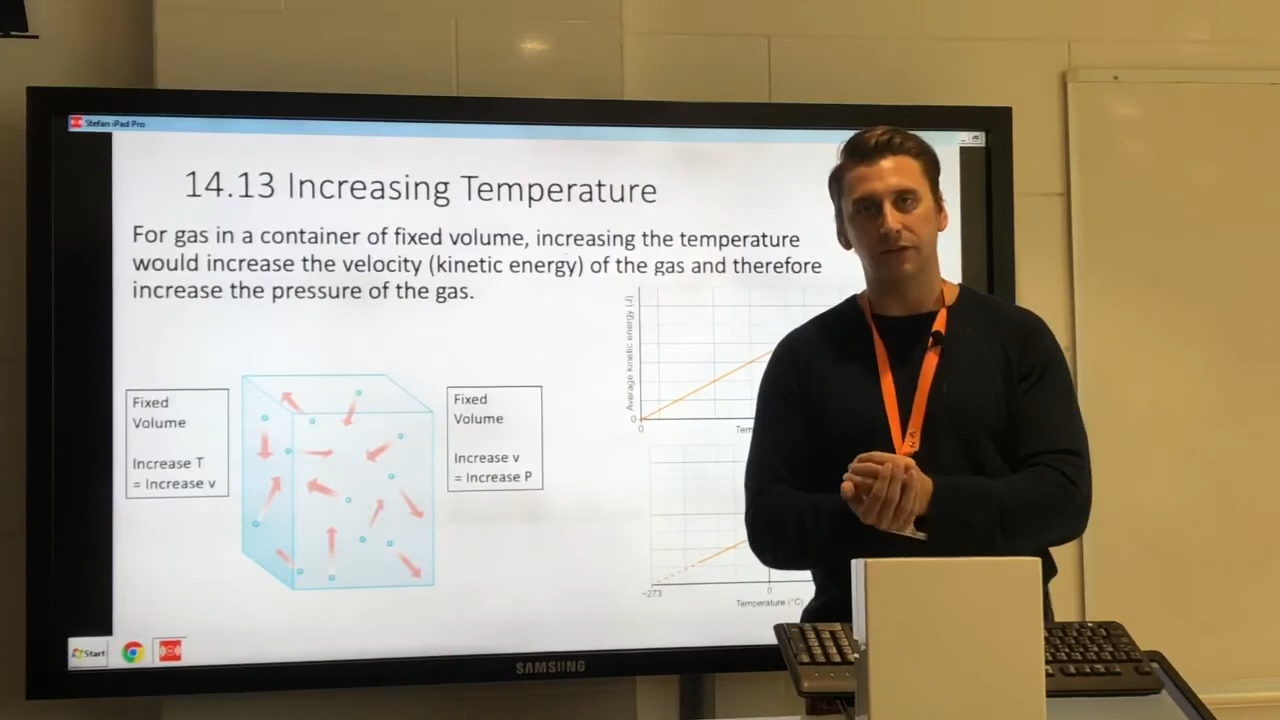 Stefan iPad Pro
14.13 Increasing Temperature
For gas in a container of fixed volume, increasing the temperature
would increase the velocity (kinetic energy) of the gas and therefore
increase the pressure of the gas.
Fixed
Volume
Increase T
= Increase v
Fixed
Volume
Increase v
= Increase P
Average kinetic energy (J)
0
0
Tem
-273
0
Temperature (°C)
Start
SAMSUNG